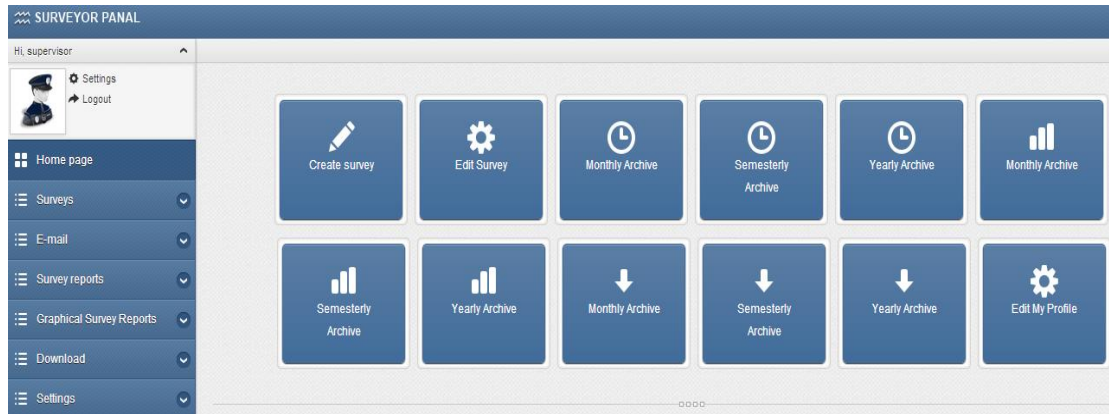 SURVEYOR PANAL
Hi, supervisor
Settings
Logout
Home page
Surveys
E-mail
Survey reports
Graphical Survey Reports
Download
Settings
Create survey
Edit Survey
Monthly Archive
Semesterly
Archive
Yearly Archive
Monthly Archive
Semesterly
Archive
Yearly Archive
Monthly Archive
Semesterly
Archive
Yearly Archive
Edit My Profile